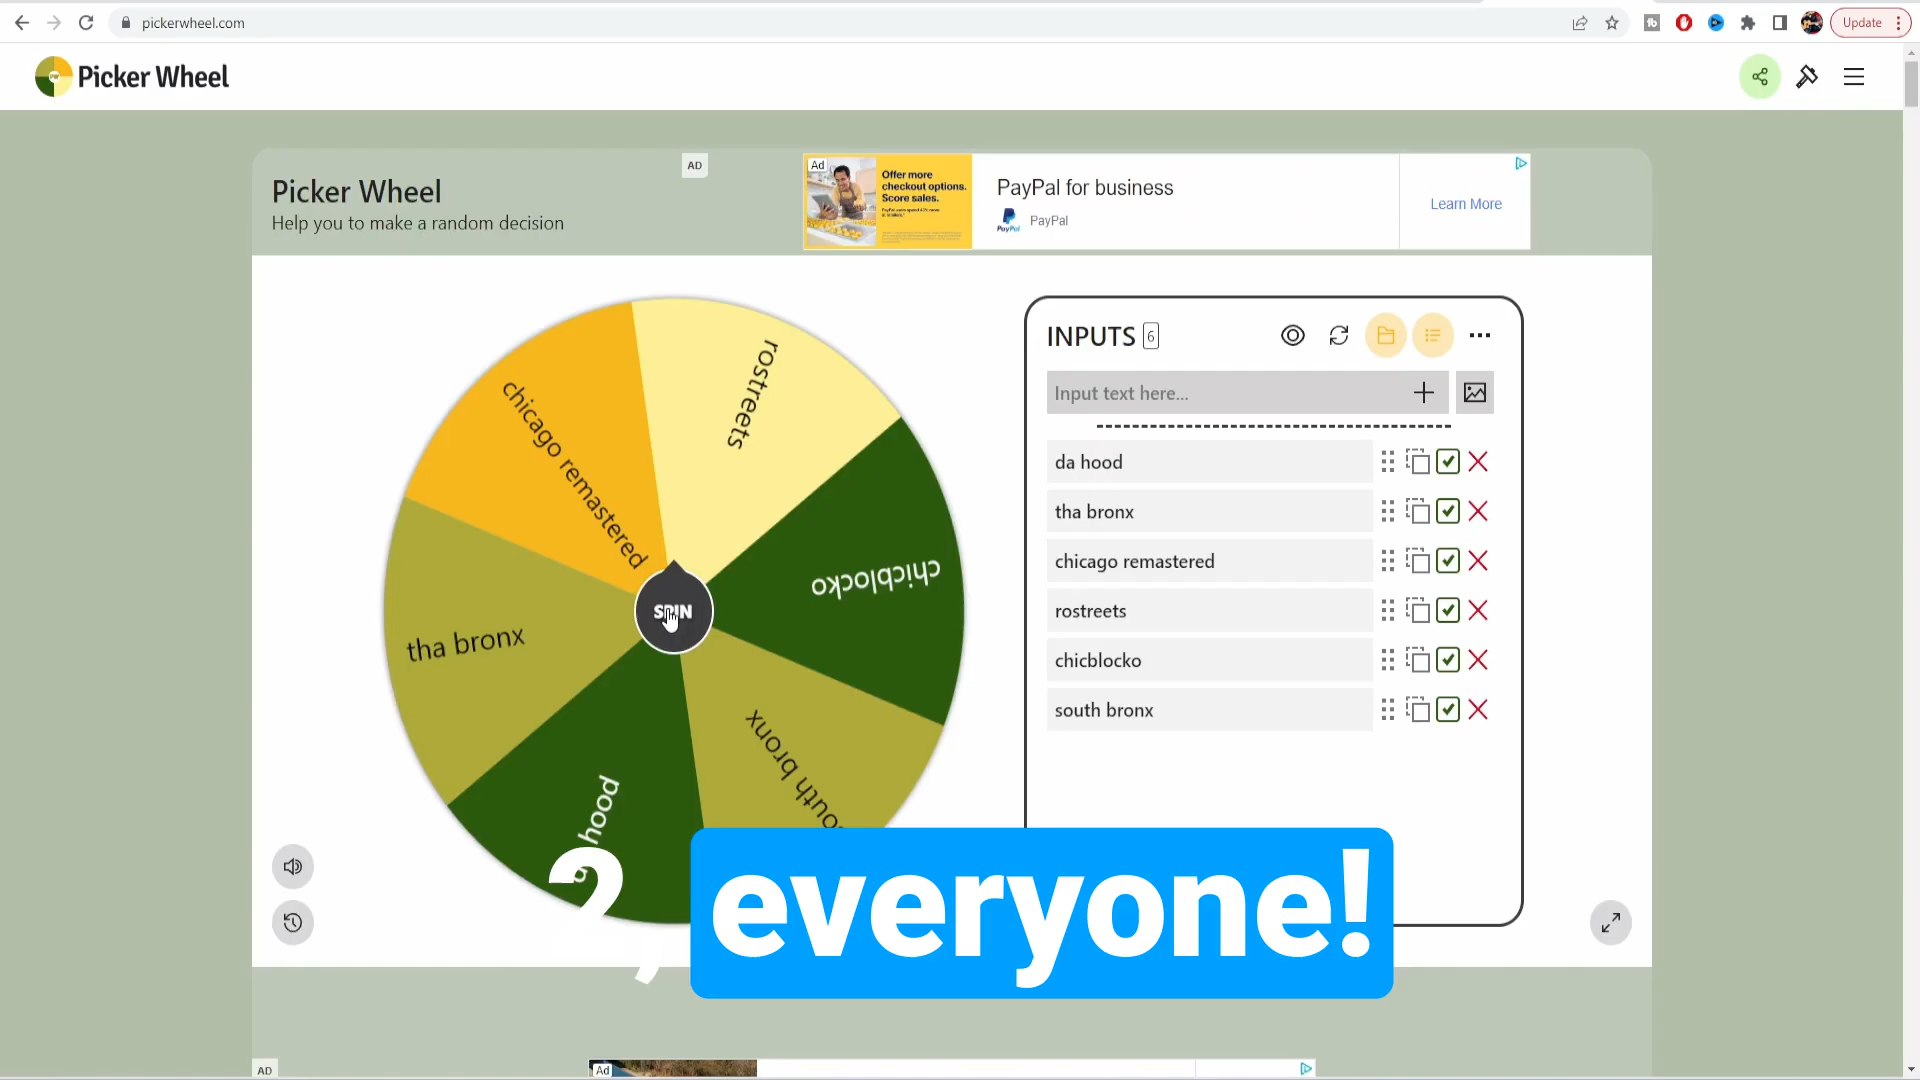 pickerwheel.com
Update
Picker Wheel
Picker Wheel
Help you to make a random decision
AD
Ad
Offer more
checkout options.
Score sales.
PayPal for business
PayPal
PayPal
Learn More
rostreets
chicago remastered
chicblocko
tha bronx
SPIN
hood
bronx
INPUTS 6
Input text here...
da hood
tha bronx
chicago remastered
rostreets
chicblocko
south bronx
2, everyone!
AD
Ad